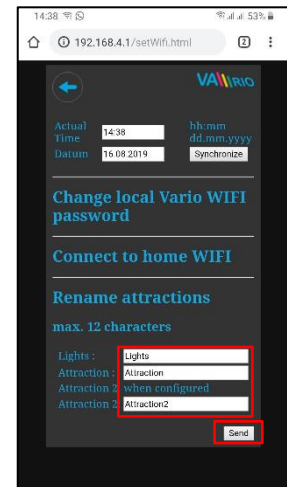 14:38 53%
192.168.4.1/setWifi.html 2
VARIO
Actual Time 14:38 hh:mm
dd.mm.yyyy
Datum 16.08.2019 Synchronize
Change local Vario WIFI
password
Connect to home WIFI
Rename attractions
max. 12 characters
Lights : Lights
Attraction : Attraction
Attraction 2 when configured
Attraction 2 Attraction2
Send